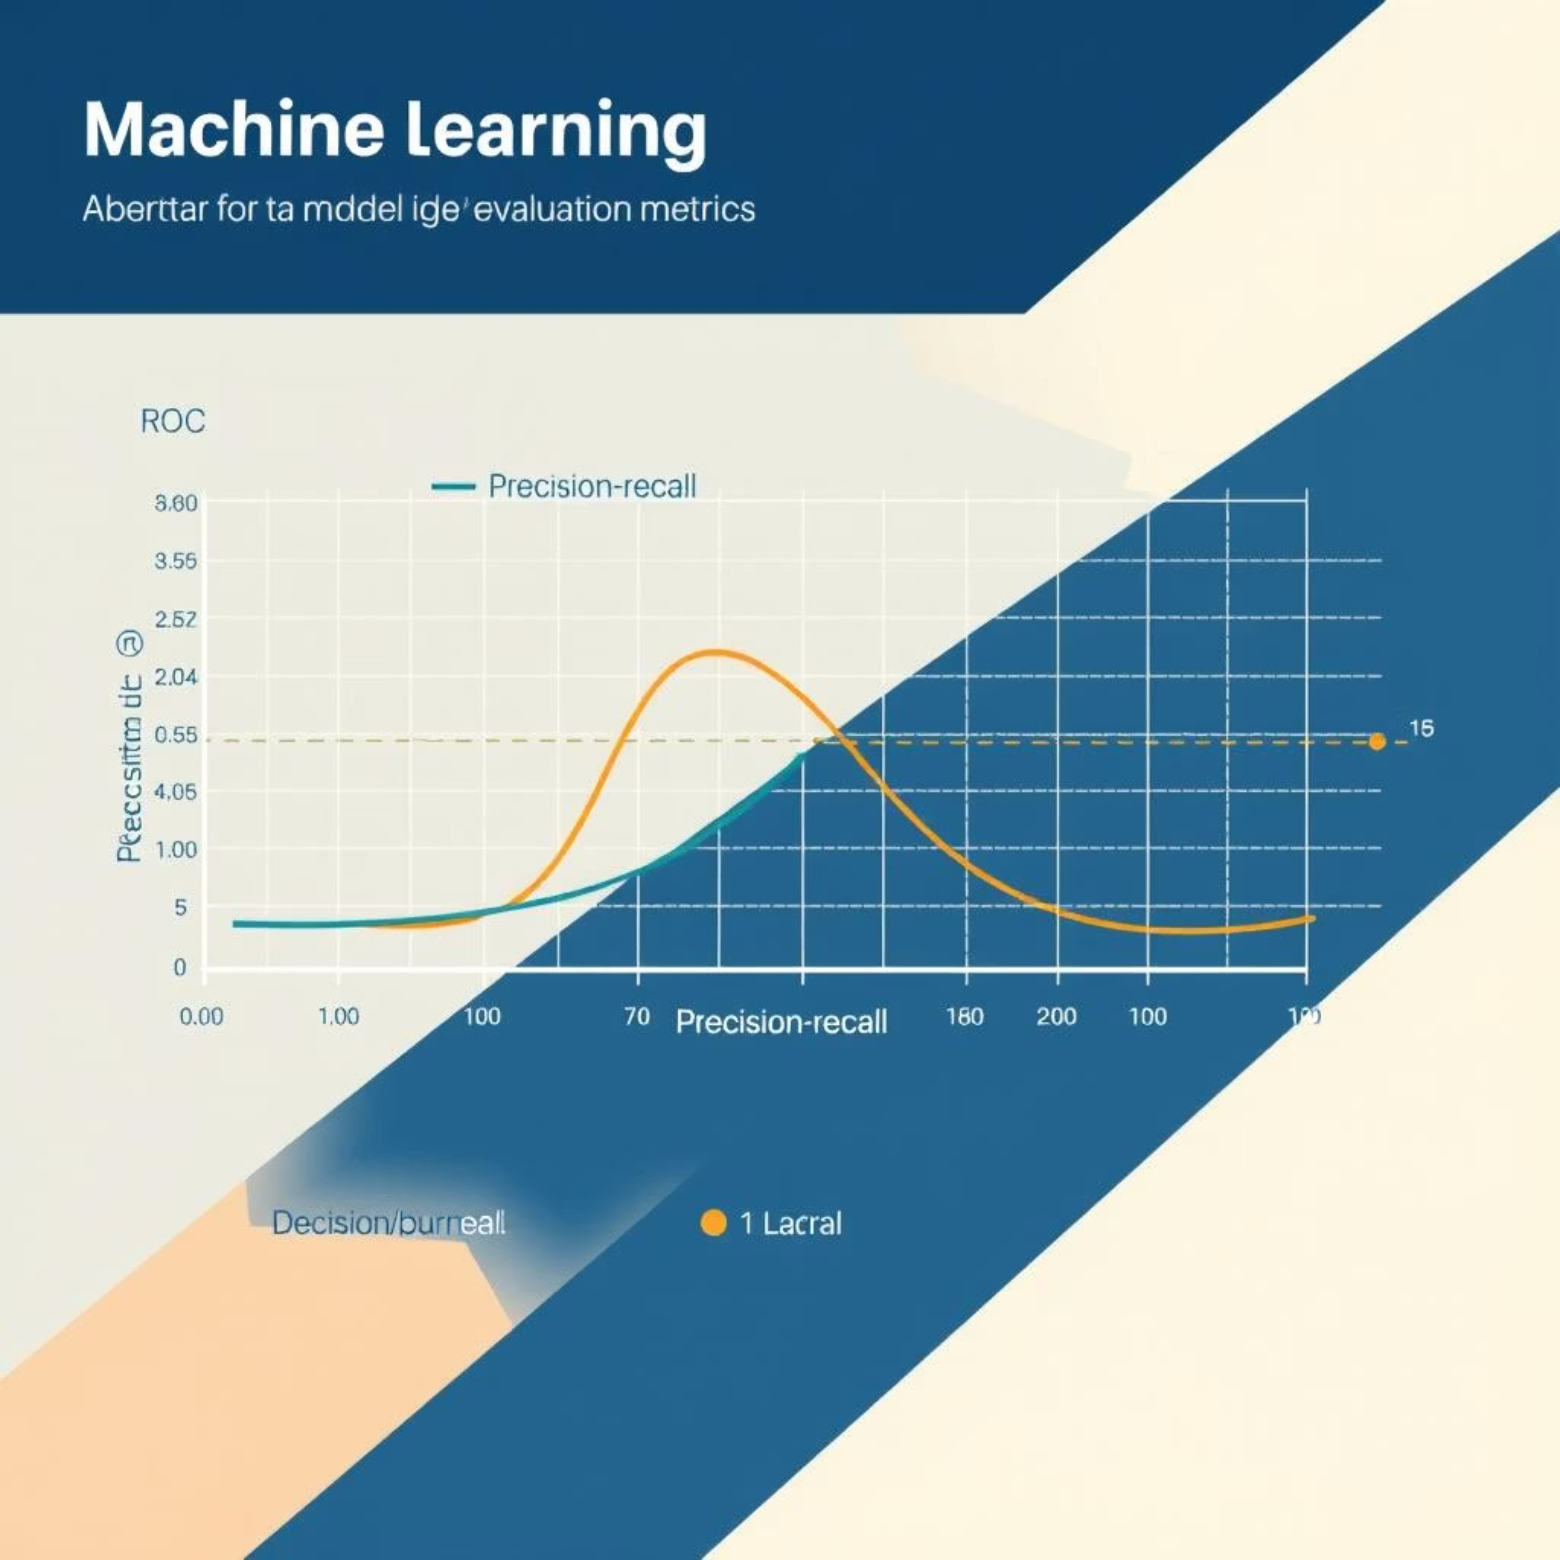 Machine Learning
Aberttar for ta mddel ige' evaluation metrics
ROC
Precision-recall
3.60
3.55
2.52
2.04
0.55
15
4.05
1.00
5
0
0.00 1.00 100 70 Precision-recall 180 200 100
Decision/burreall 1 Lacral